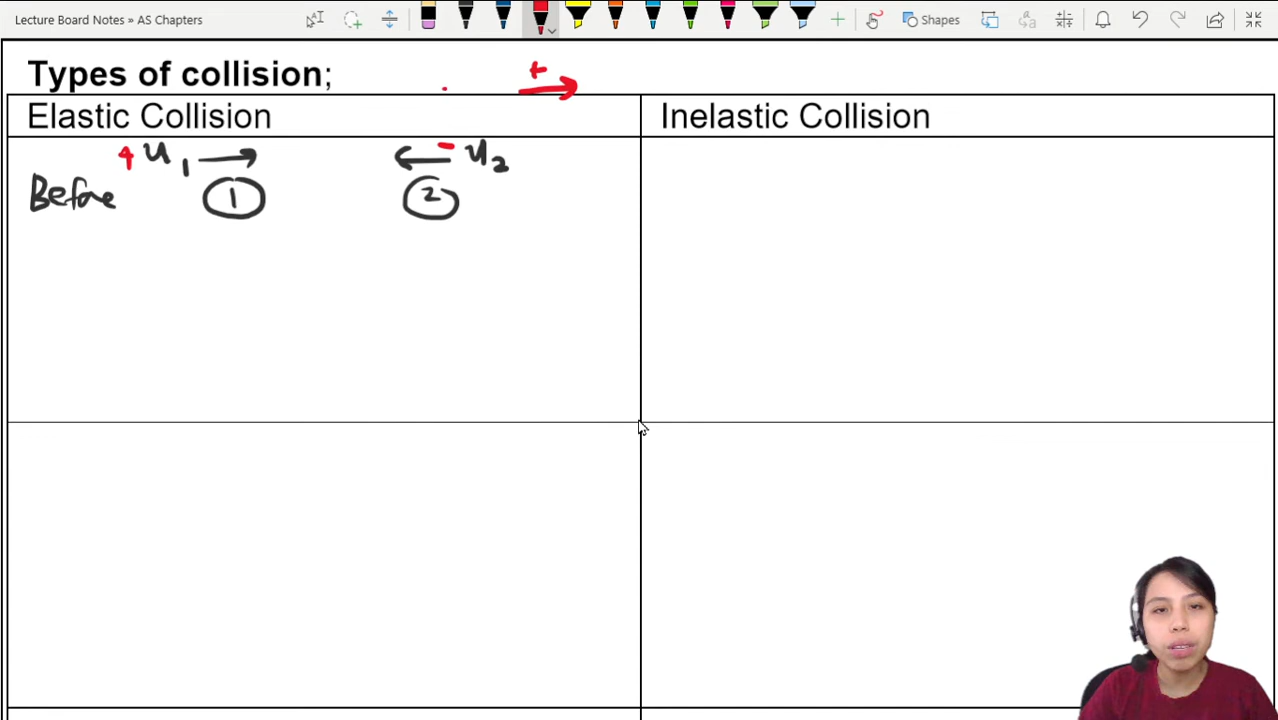 Lecture Board Notes » AS Chapters
Shapes
Types of collision;
+
Elastic Collision
Inelastic Collision
+u₁
-u₂
Before
1
2